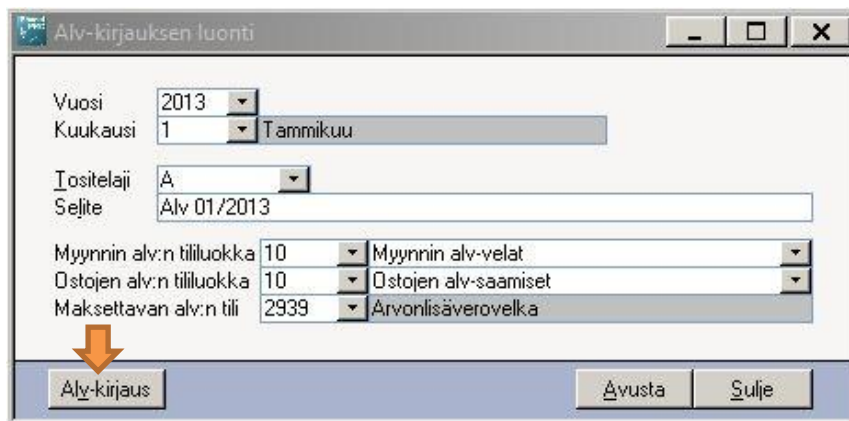 Alv-kirjauksen luonti
Vuosi 2013
Kuukausi 1 Tammikuu
Tositelaji A
Selite Alv 01/2013
Myynnin alv:n tililuokka 10 Myynnin alv-velat
Ostojen alv:n tililuokka 10 Ostojen alv-saamiset
Maksettavan alv:n tili 2939 Arvonlisäverovelka
Alv-kirjaus Avusta Sulje